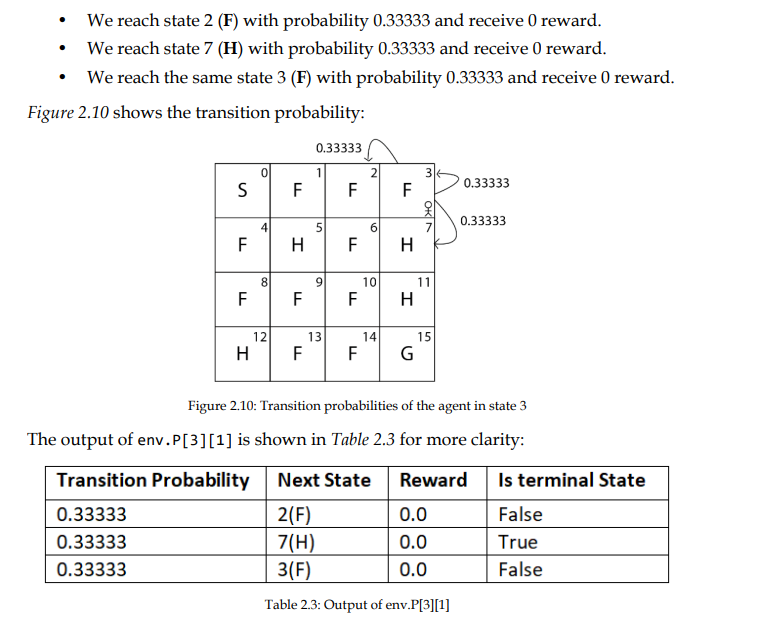 • We reach state 2 (F) with probability 0.33333 and receive 0 reward.
• We reach state 7 (H) with probability 0.33333 and receive 0 reward.
• We reach the same state 3 (F) with probability 0.33333 and receive 0 reward.
Figure 2.10 shows the transition probability:
0.33333
0 1 2 3
S F F F
0.33333
0.33333
4 5 6 7
F H F H
8 9 10 11
F F F H
12 13 14 15
H F F G
Figure 2.10: Transition probabilities of the agent in state 3
The output of env.P[3][1] is shown in Table 2.3 for more clarity:
Transition Probability Next State Reward Is terminal State
0.33333 2(F) 0.0 False
0.33333 7(H) 0.0 True
0.33333 3(F) 0.0 False
Table 2.3: Output of env.P[3][1]